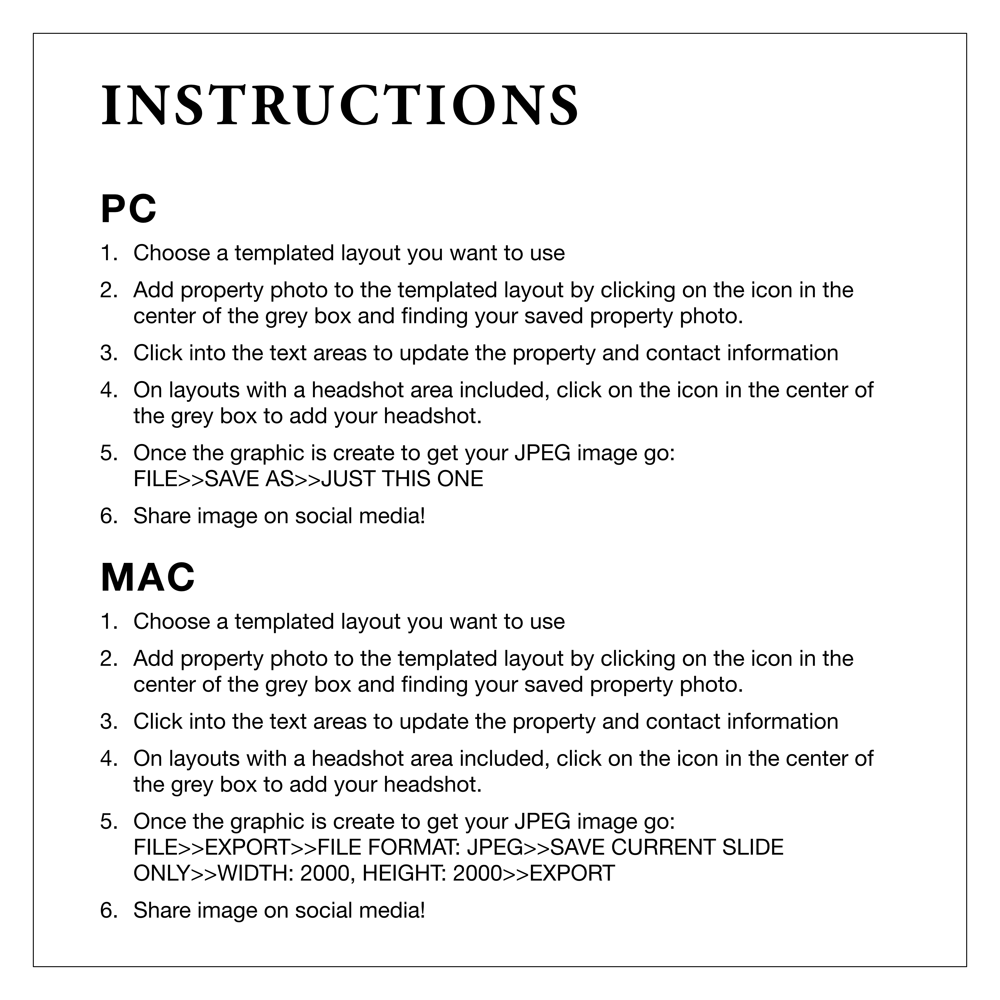 INSTRUCTIONS
PC
1. Choose a templated layout you want to use
2. Add property photo to the templated layout by clicking on the icon in the
center of the grey box and finding your saved property photo.
3. Click into the text areas to update the property and contact information
4. On layouts with a headshot area included, click on the icon in the center of
the grey box to add your headshot.
5. Once the graphic is create to get your JPEG image go:
FILE>>SAVE AS>>JUST THIS ONE
6. Share image on social media!
MAC
1. Choose a templated layout you want to use
2. Add property photo to the templated layout by clicking on the icon in the
center of the grey box and finding your saved property photo.
3. Click into the text areas to update the property and contact information
4. On layouts with a headshot area included, click on the icon in the center of
the grey box to add your headshot.
5. Once the graphic is create to get your JPEG image go:
FILE>>EXPORT>>FILE FORMAT: JPEG>>SAVE CURRENT SLIDE
ONLY>>WIDTH: 2000, HEIGHT: 2000>>EXPORT
6. Share image on social media!